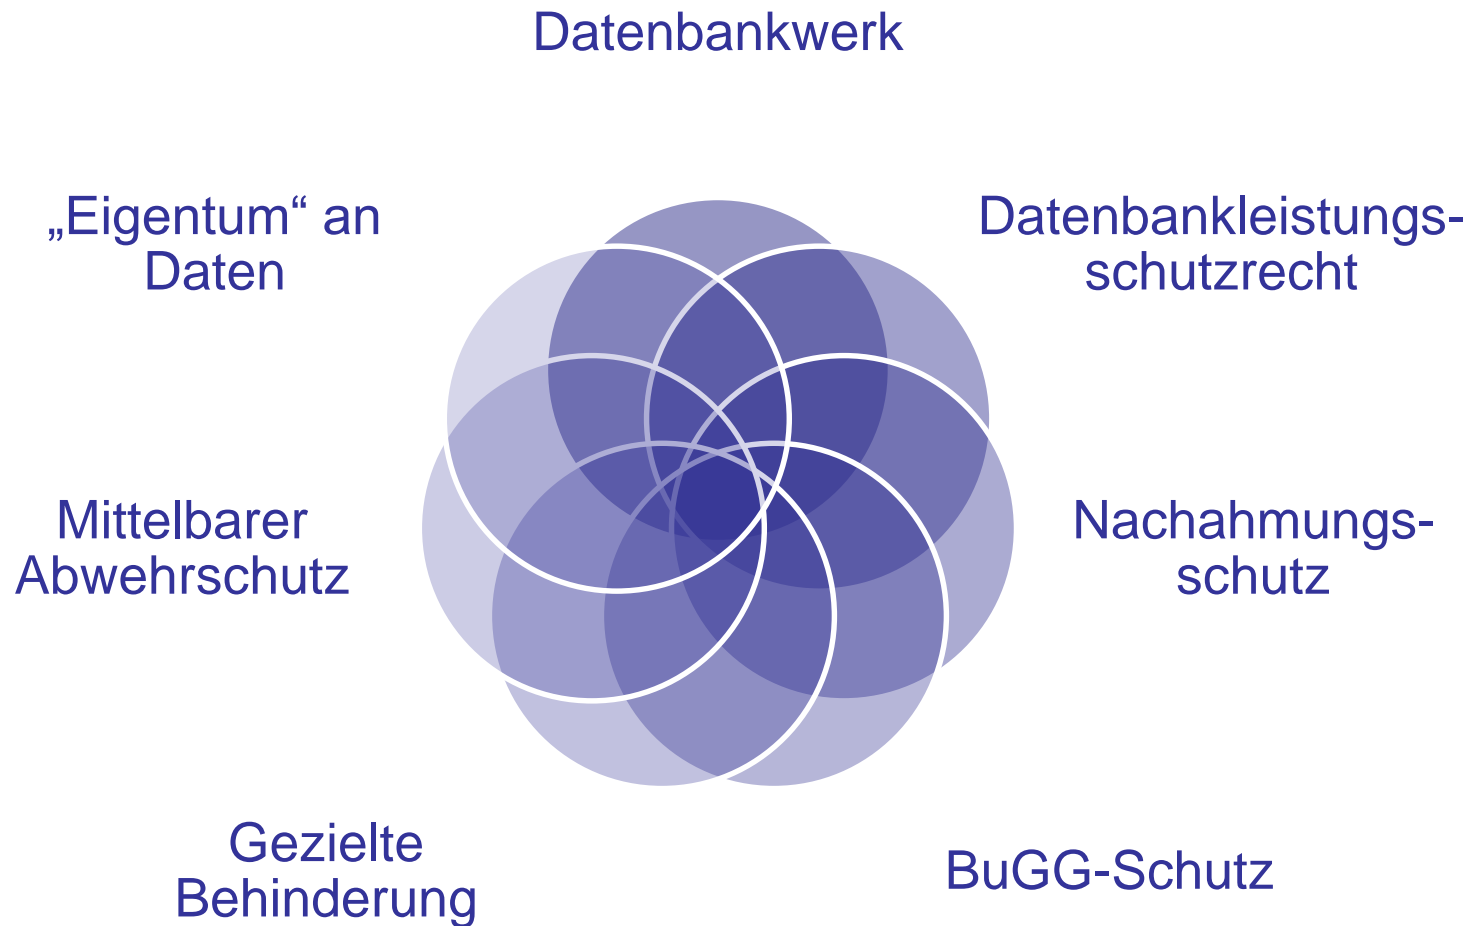 Datenbankwerk
„Eigentum“ an
Daten
Datenbankleistungs-
schutzrecht
Mittelbarer
Abwehrschutz
Nachahmungs-
schutz
Gezielte
Behinderung
BuGG-Schutz